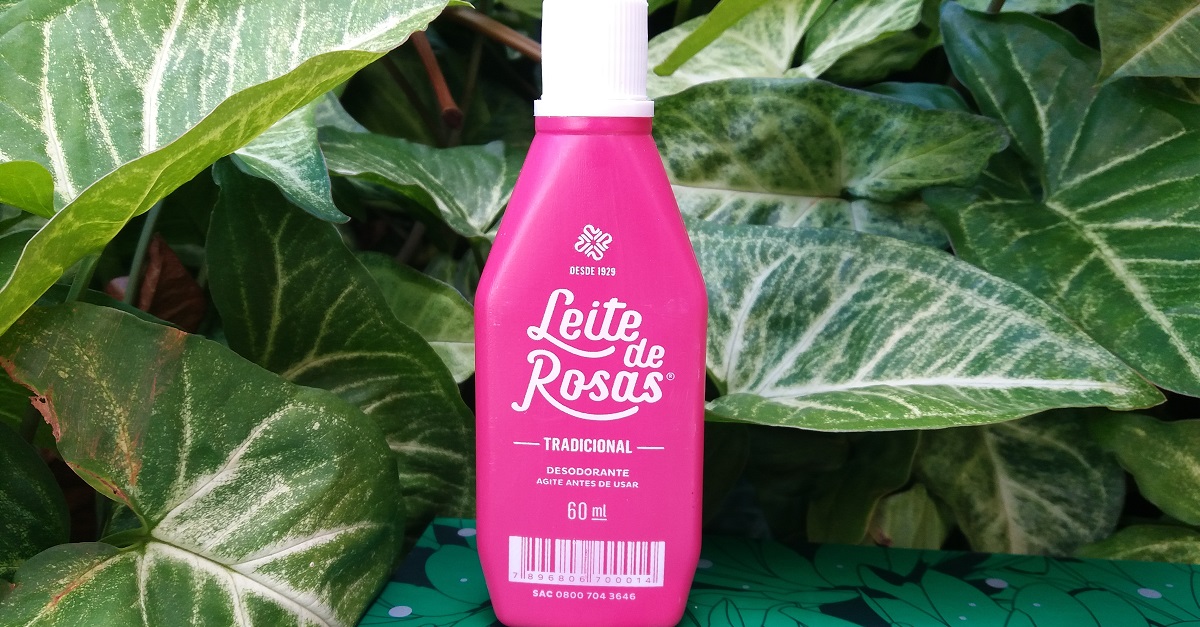 DESDE 1929
Leite
de
Rosas®
TRADICIONAL
DESODORANTE
AGITE ANTES DE USAR
60 ml
7 896806 700014
SAC 0800 704 3646